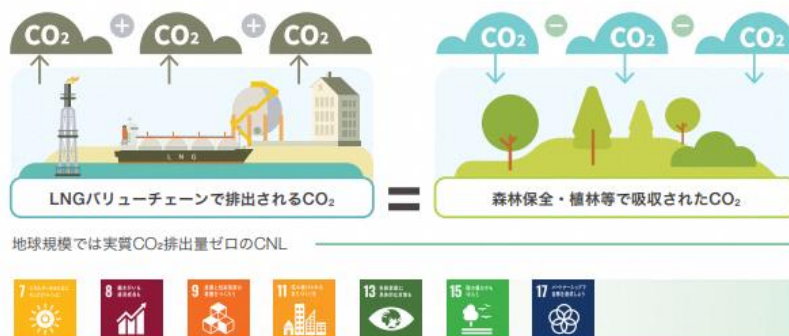 CO₂ + CO₂ + CO₂
CO₂ − CO₂ − CO₂
LNG
LNGバリューチェーンで排出されるCO₂
=
森林保全・植林等で吸収されたCO₂
地球規模では実質CO₂排出量ゼロのCNL
7
8
9
11
13
15
17